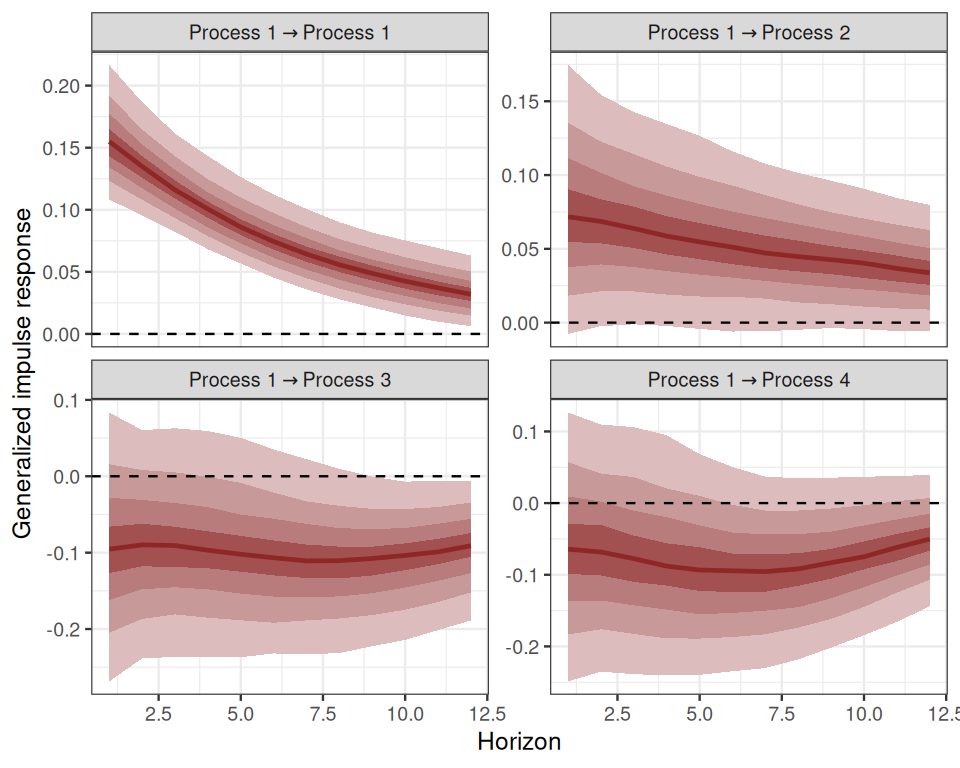 Process 1 → Process 1
Process 1 → Process 2
0.20
0.15
0.10
0.05
0.00
0.15
0.10
0.05
0.00
Generalized impulse response
Process 1 → Process 3
Process 1 → Process 4
0.1
0.0
-0.1
-0.2
0.1
0.0
-0.1
-0.2
2.5 5.0 7.5 10.0 12.5
2.5 5.0 7.5 10.0 12.5
Horizon